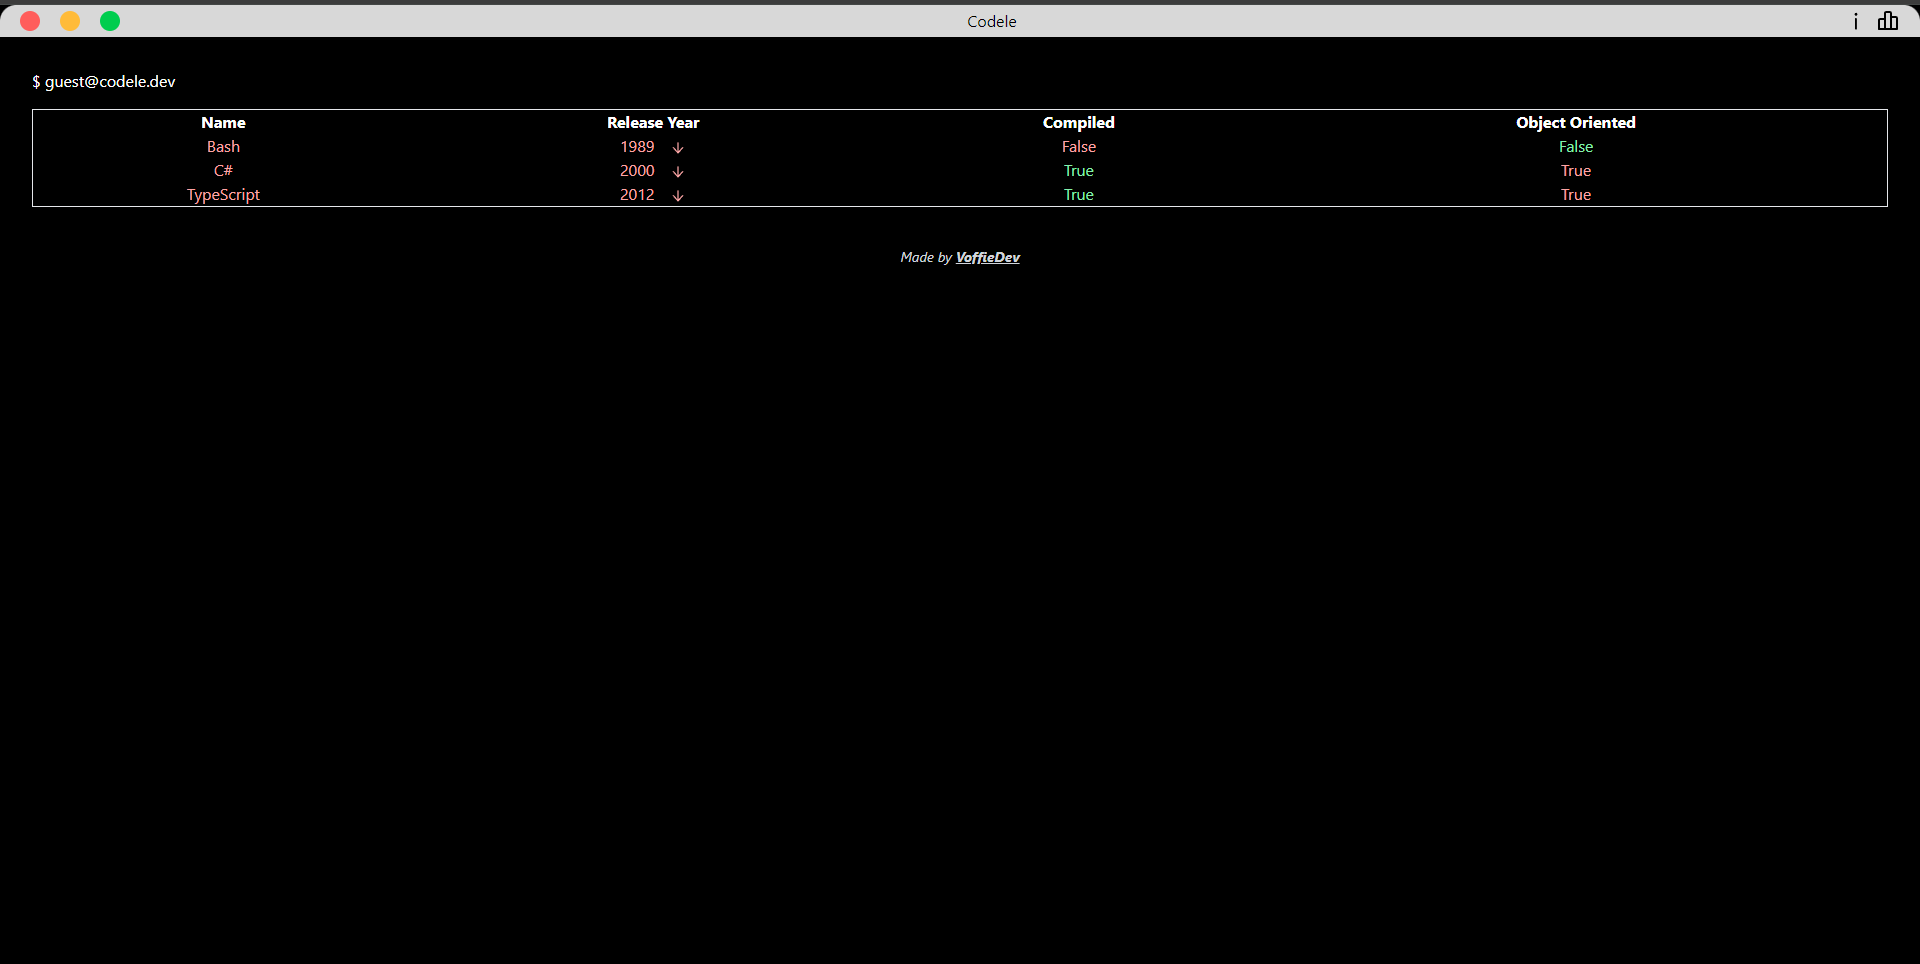 Codele
$ guest@codele.dev
Name Release Year Compiled Object Oriented
Bash 1989 ↓ False False
C# 2000 ↓ True True
TypeScript 2012 ↓ True True
Made by VoffieDev